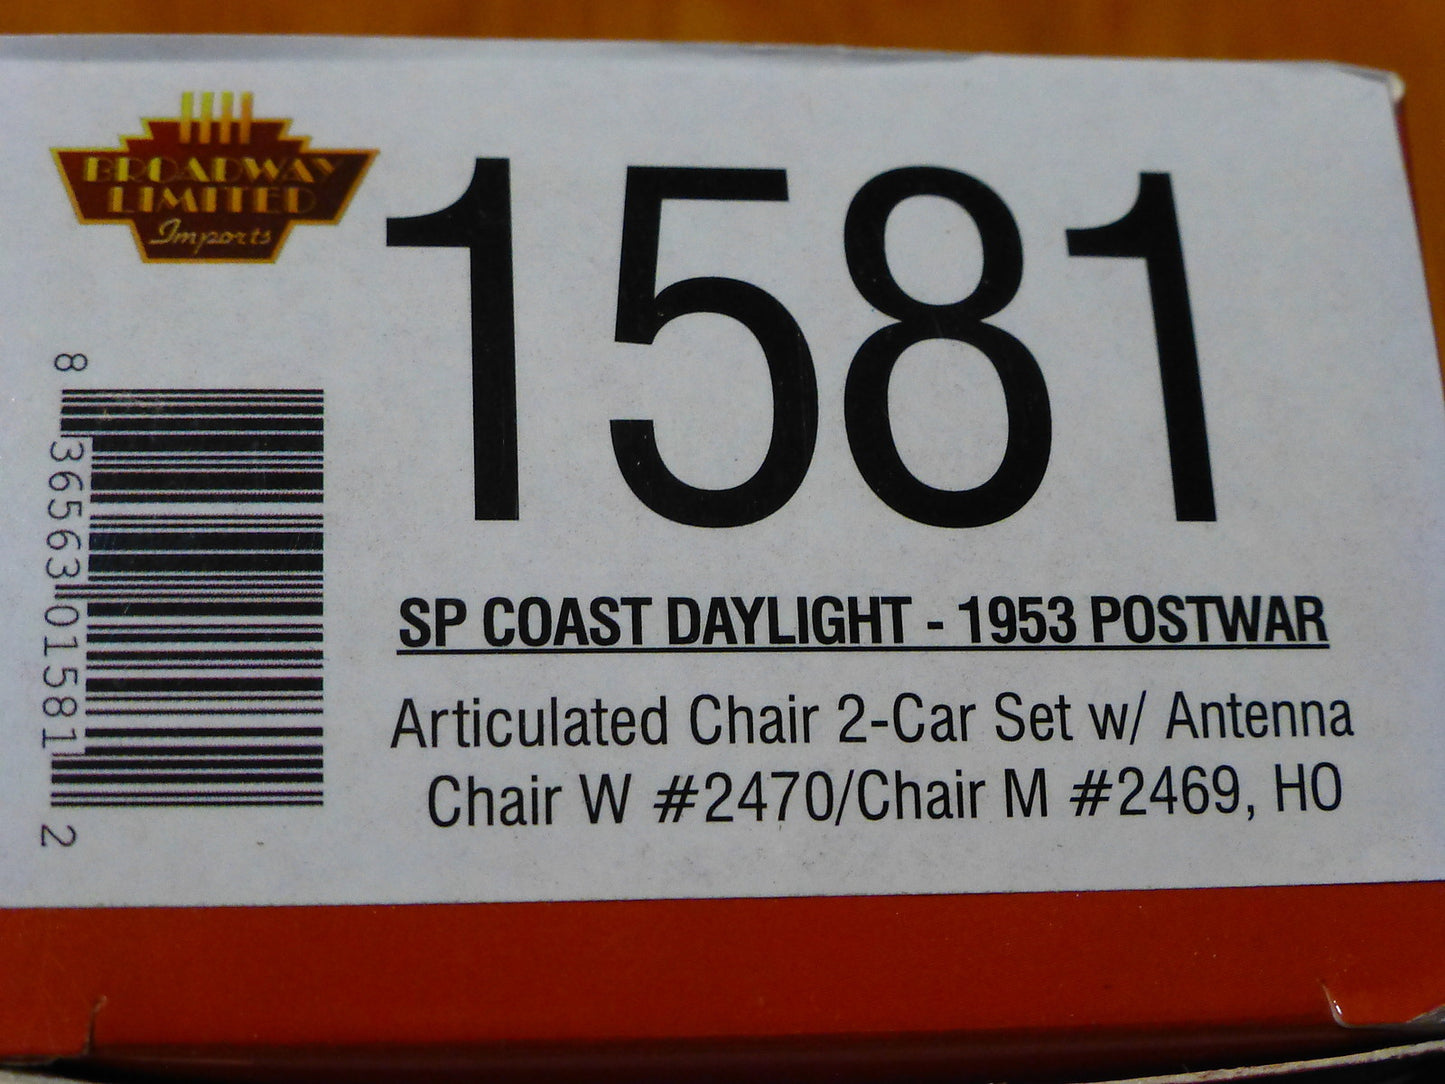 BROADWAY
LIMITED
Imports
1581
8 36563 01581 2
SP COAST DAYLIGHT - 1953 POSTWAR
Articulated Chair 2-Car Set w/ Antenna
Chair W #2470/Chair M #2469, HO